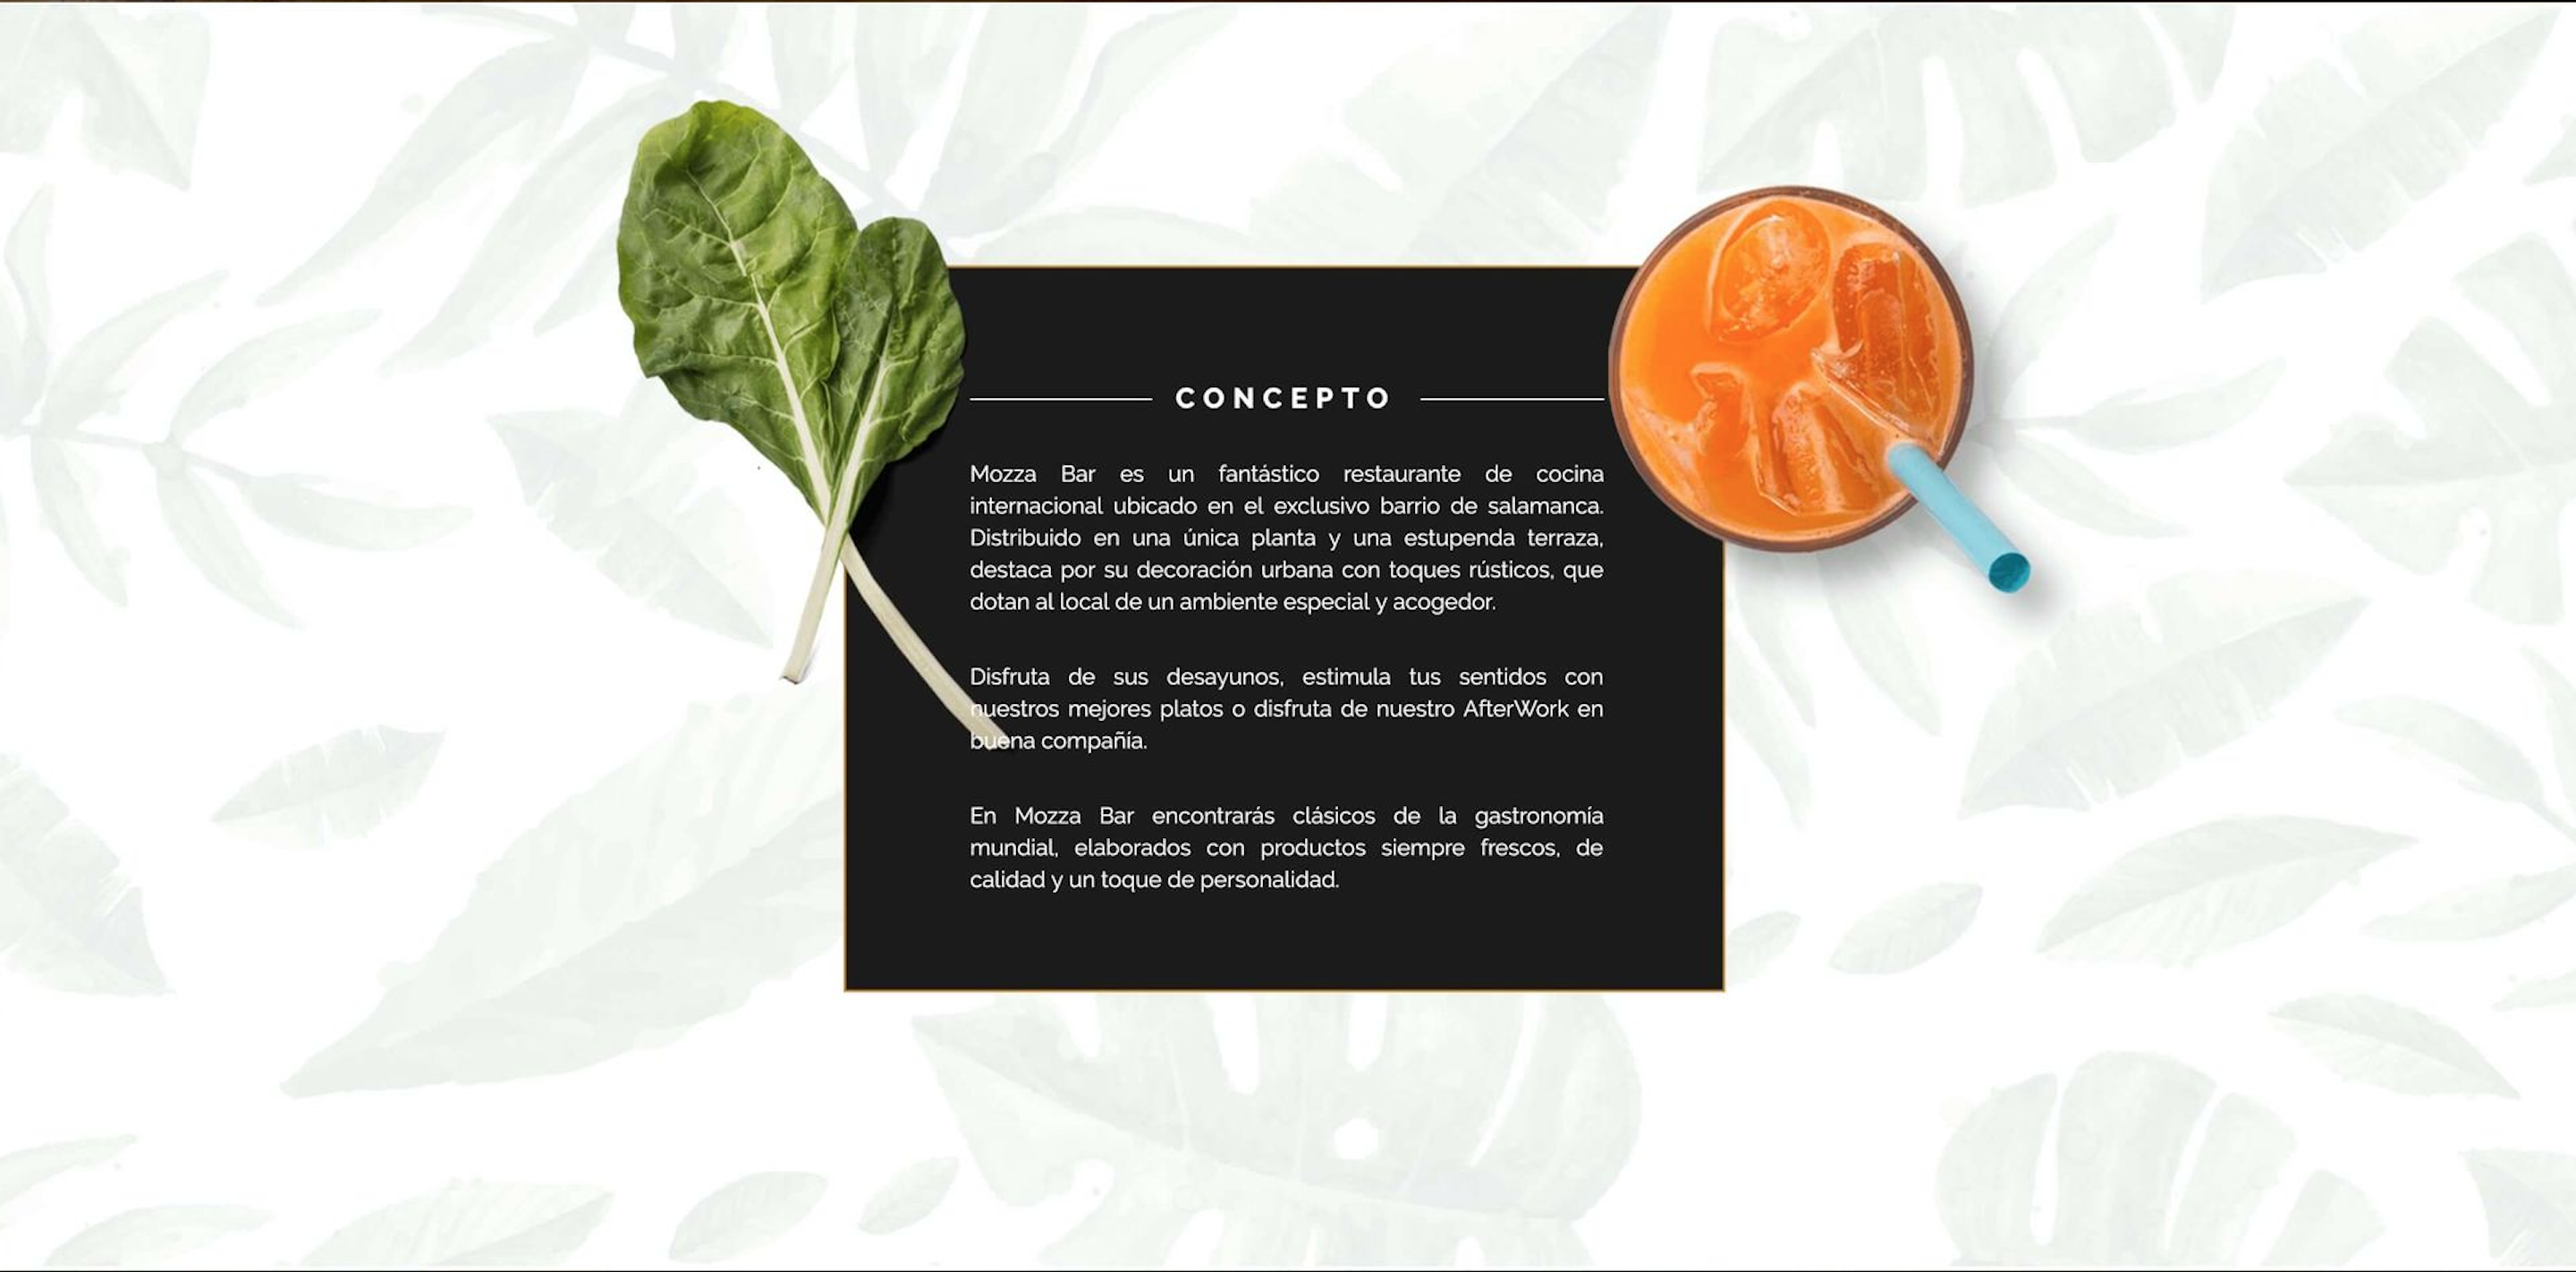 CONCEPTO
Mozza Bar es un fantástico restaurante de cocina
internacional ubicado en el exclusivo barrio de salamanca.
Distribuido en una única planta y una estupenda terraza,
destaca por su decoración urbana con toques rústicos, que
dotan al local de un ambiente especial y acogedor.
Disfruta de sus desayunos, estimula tus sentidos con
nuestros mejores platos o disfruta de nuestro AfterWork en
buena compañía.
En Mozza Bar encontrarás clásicos de la gastronomía
mundial, elaborados con productos siempre frescos, de
calidad y un toque de personalidad.